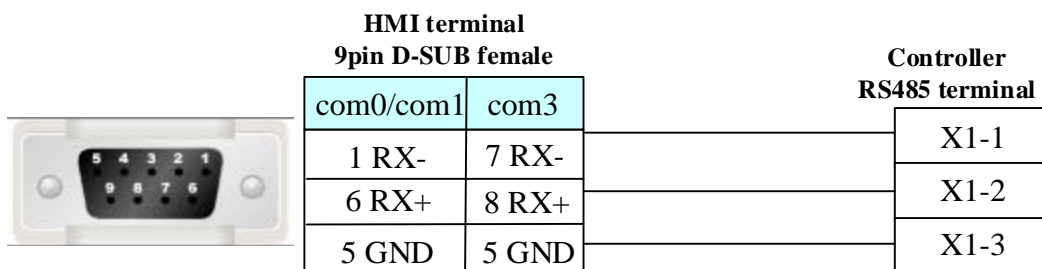 HMI terminal
9pin D-SUB female
Controller
RS485 terminal
com0/com1 com3
1 RX- 7 RX-
6 RX+ 8 RX+
5 GND 5 GND
X1-1
X1-2
X1-3
5 4 3 2 1
9 8 7 6